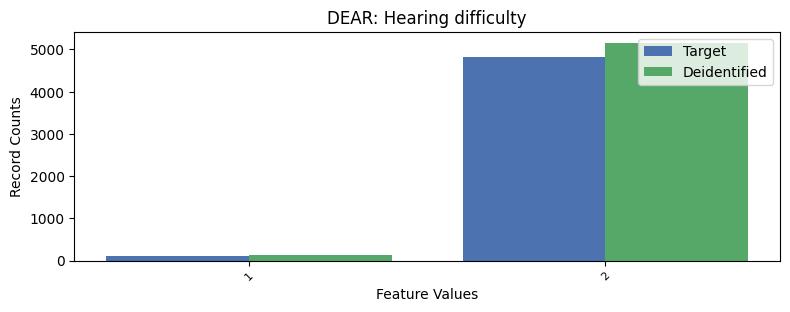 DEAR: Hearing difficulty
Target
Deidentified
5000
4000
3000
2000
1000
0
Record Counts
1
2
Feature Values